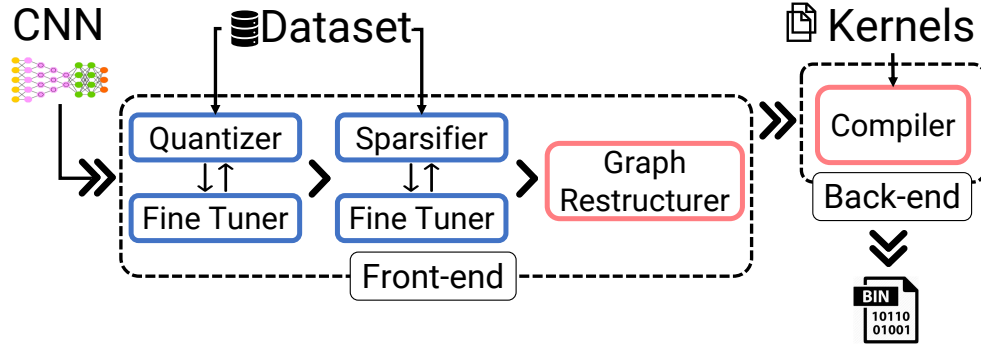 CNN
Dataset
Kernels
Quantizer
Sparsifier
Compiler
Graph
Restructurer
Fine Tuner
Fine Tuner
Back-end
Front-end
BIN
10110
01001